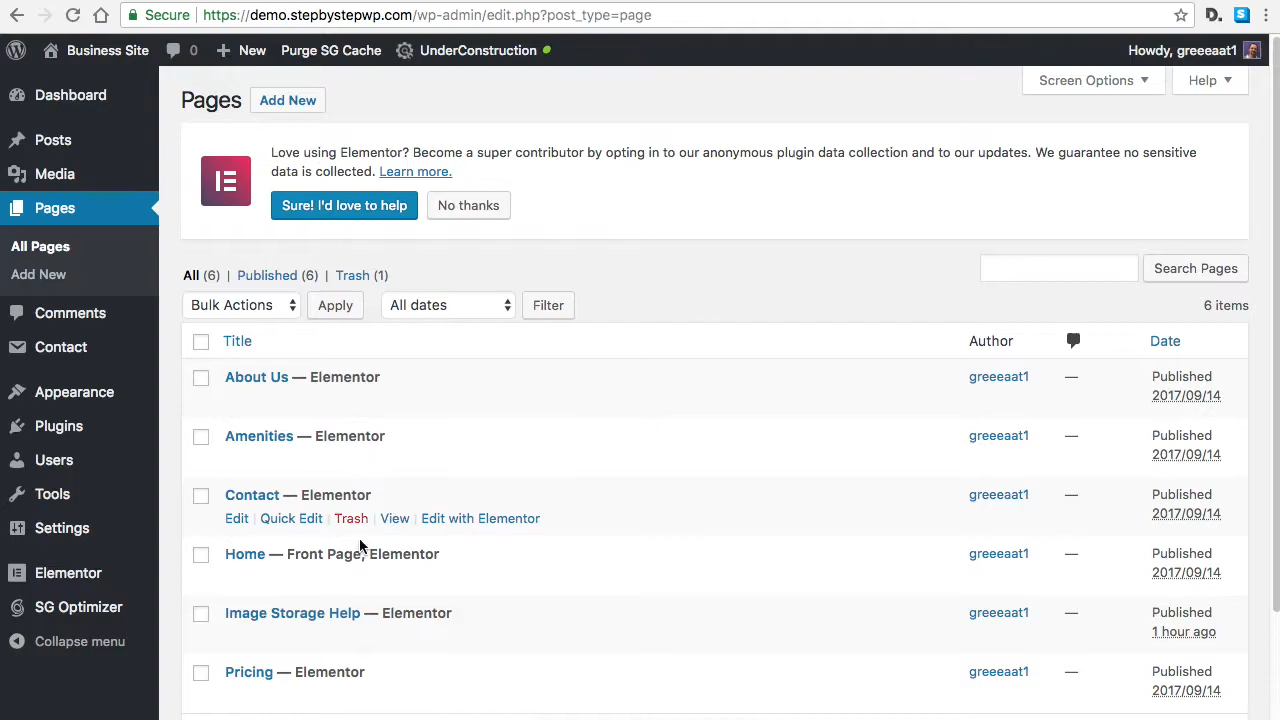 Secure https://demo.stepbystepwp.com/wp-admin/edit.php?post_type=page
Business Site 0 New Purge SG Cache UnderConstruction Howdy, greeeaat1
Dashboard
Posts
Media
Pages
All Pages
Add New
Comments
Contact
Appearance
Plugins
Users
Tools
Settings
Elementor
SG Optimizer
Collapse menu
Screen Options Help
Pages Add New
Love using Elementor? Become a super contributor by opting in to our anonymous plugin data collection and to our updates. We guarantee no sensitive
data is collected. Learn more.
Sure! I'd love to help No thanks
All (6) | Published (6) | Trash (1)
Search Pages
Bulk Actions Apply All dates Filter 6 items
Title Author Date
About Us — Elementor greeeaat1 — Published
2017/09/14
Amenities — Elementor greeeaat1 — Published
2017/09/14
Contact — Elementor greeeaat1 — Published
Edit | Quick Edit | Trash | View | Edit with Elementor 2017/09/14
Home — Front Page, Elementor greeeaat1 — Published
2017/09/14
Image Storage Help — Elementor greeeaat1 — Published
1 hour ago
Pricing — Elementor greeeaat1 — Published
2017/09/14